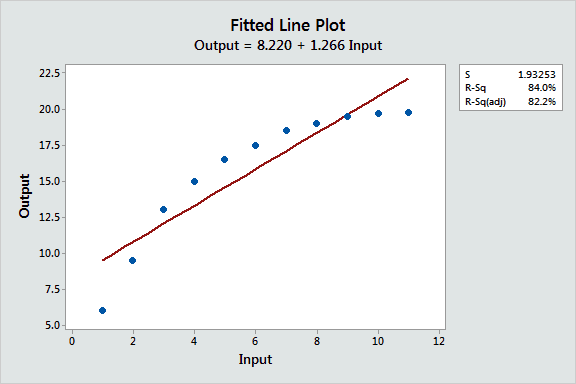 Fitted Line Plot
Output = 8.220 + 1.266 Input
S 1.93253
R-Sq 84.0%
R-Sq(adj) 82.2%
Output
22.5
20.0
17.5
15.0
12.5
10.0
7.5
5.0
0 2 4 6 8 10 12
Input